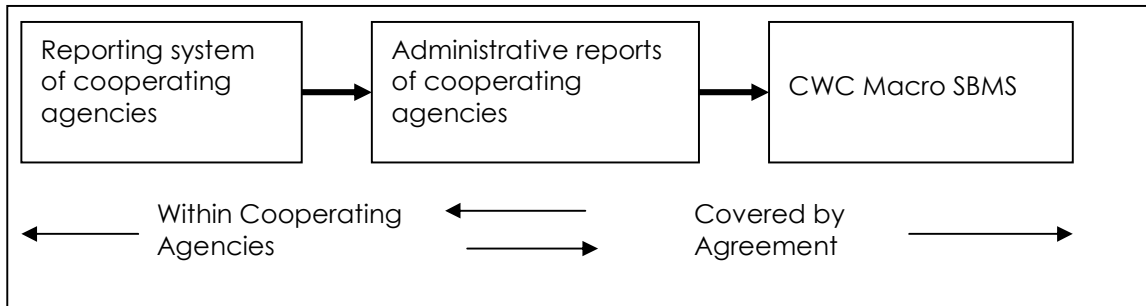 Reporting system
of cooperating
agencies
Administrative reports
of cooperating
agencies
CWC Macro SBMS
Within Cooperating
Agencies
Covered by
Agreement